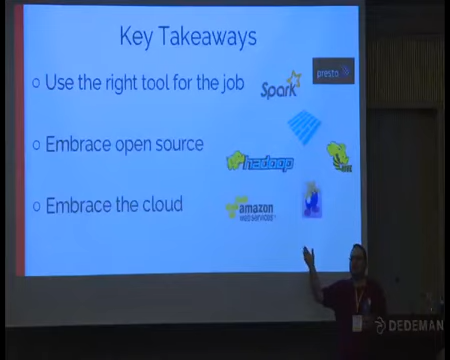 Key Takeaways
Use the right tool for the job
Spark
presto
Embrace open source
hadoop
Embrace the cloud
amazon
web services
DEDEMAN